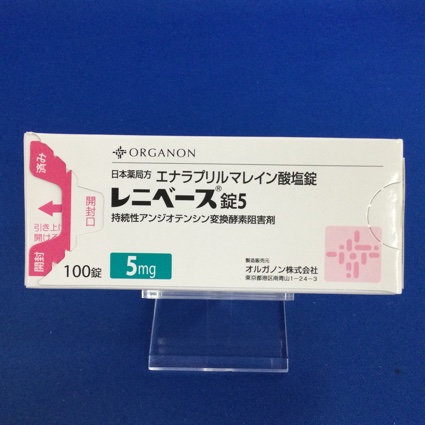 ORGANON
日本薬局方 エナラプリルマレイン酸塩錠
レニベース®錠5
持続性アンジオテンシン変換酵素阻害剤
100錠 5mg
製造販売元
オルガノン株式会社
東京都港区南青山1-24-3
済み
開封口
引き上げ
開ける
開封